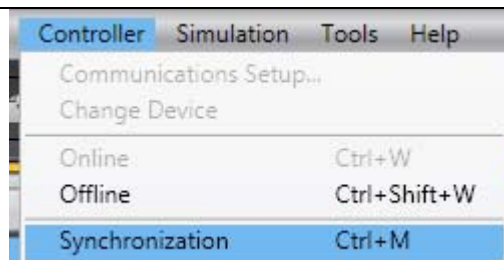 Controller Simulation Tools Help
Communications Setup...
Change Device
Online Ctrl+W
Offline Ctrl+Shift+W
Synchronization Ctrl+M